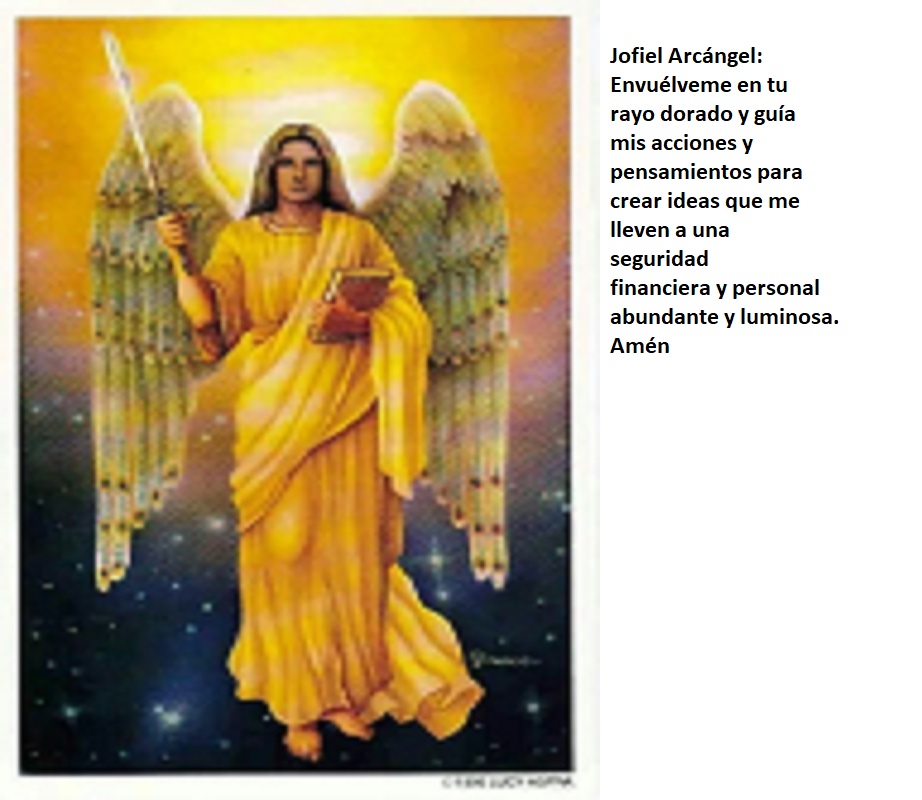 Jofiel Arcángel:
Envuélveme en tu
rayo dorado y guía
mis acciones y
pensamientos para
crear ideas que me
lleven a una
seguridad
financiera y personal
abundante y luminosa.
Amén